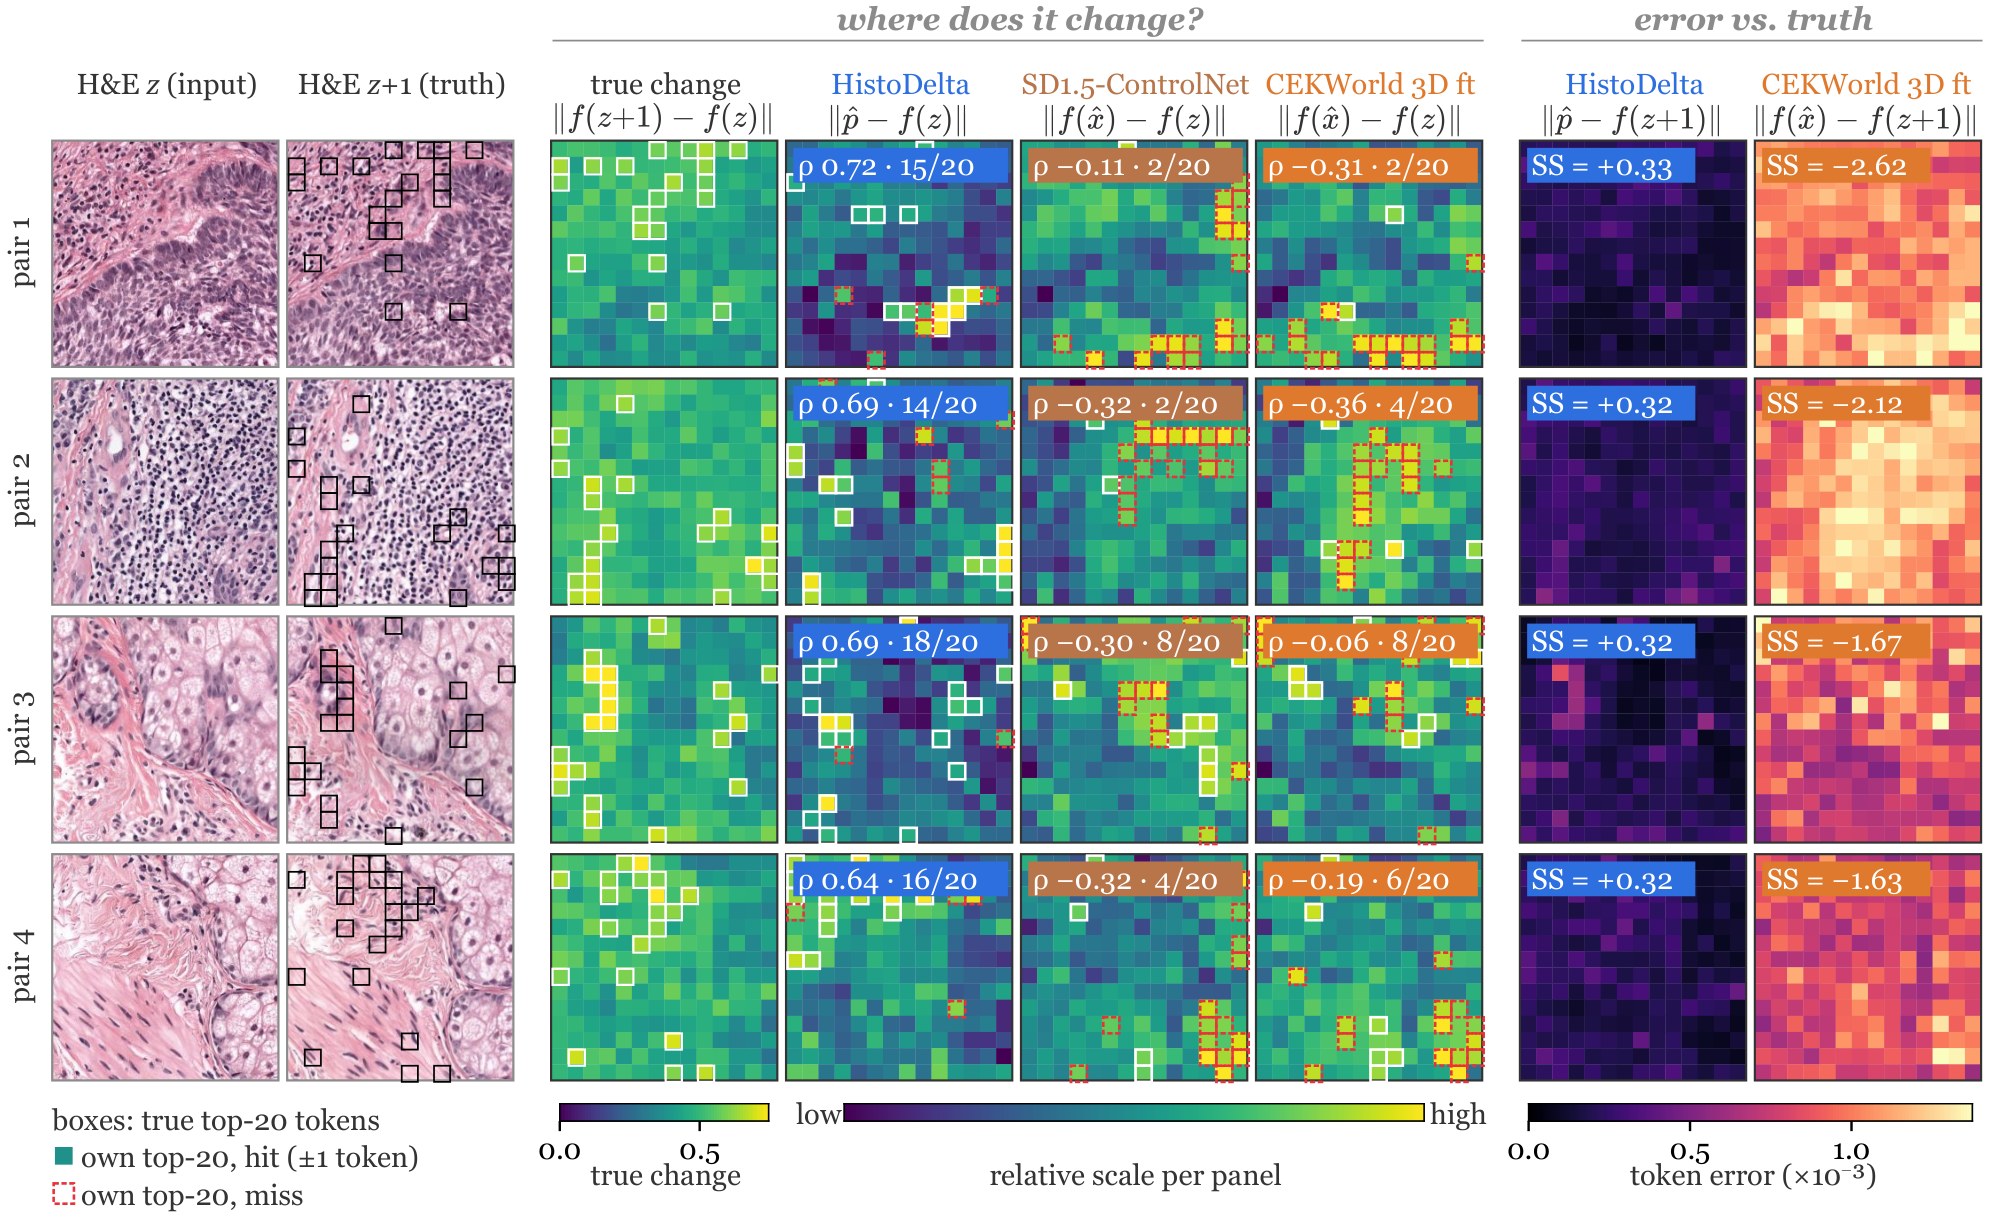 where does it change?
error vs. truth
H&E z (input)
H&E z+1 (truth)
true change
‖f(z+1) − f(z)‖
HistoDelta
‖p̂ − f(z)‖
SD1.5-ControlNet
‖f(x̂) − f(z)‖
CEKWorld 3D ft
‖f(x̂) − f(z)‖
HistoDelta
‖p̂ − f(z+1)‖
CEKWorld 3D ft
‖f(x̂) − f(z+1)‖
pair 1
ρ 0.72 · 15/20
ρ −0.11 · 2/20
ρ −0.31 · 2/20
SS = +0.33
SS = −2.62
pair 2
ρ 0.69 · 14/20
ρ −0.32 · 2/20
ρ −0.36 · 4/20
SS = +0.32
SS = −2.12
pair 3
ρ 0.69 · 18/20
ρ −0.30 · 8/20
ρ −0.06 · 8/20
SS = +0.32
SS = −1.67
pair 4
ρ 0.64 · 16/20
ρ −0.32 · 4/20
ρ −0.19 · 6/20
SS = +0.32
SS = −1.63
boxes: true top-20 tokens
own top-20, hit (±1 token)
own top-20, miss
0.0 0.5
true change
low high
relative scale per panel
0.0 0.5 1.0
token error (×10⁻³)